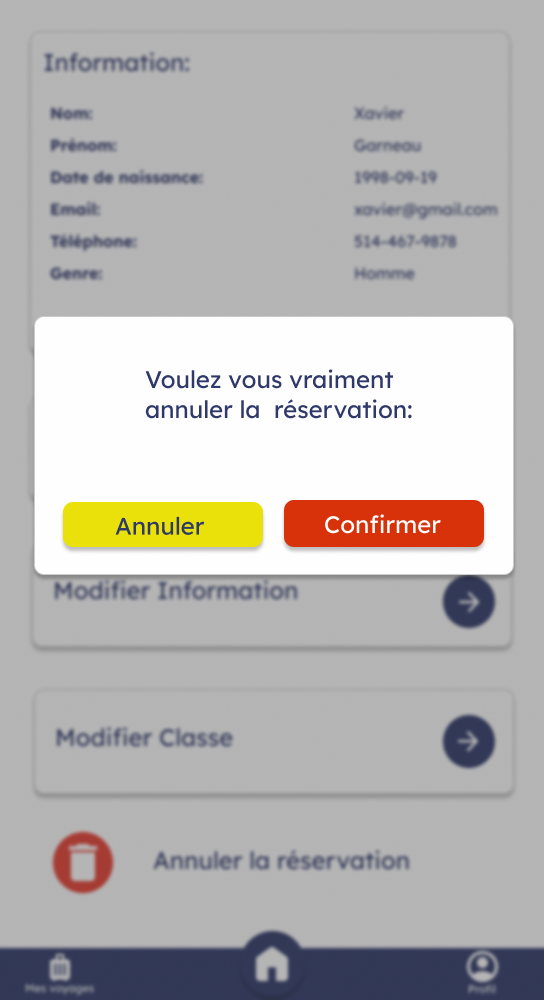 Information:
Nom: Xavier
Prénom: Garneau
Date de naissance: 1998-09-19
Email: xavier@gmail.com
Téléphone: 514-467-9878
Genre: Homme
Voulez vous vraiment
annuler la réservation:
Annuler Confirmer
Modifier Information
Modifier Classe
Annuler la réservation
Mes voyages Profil